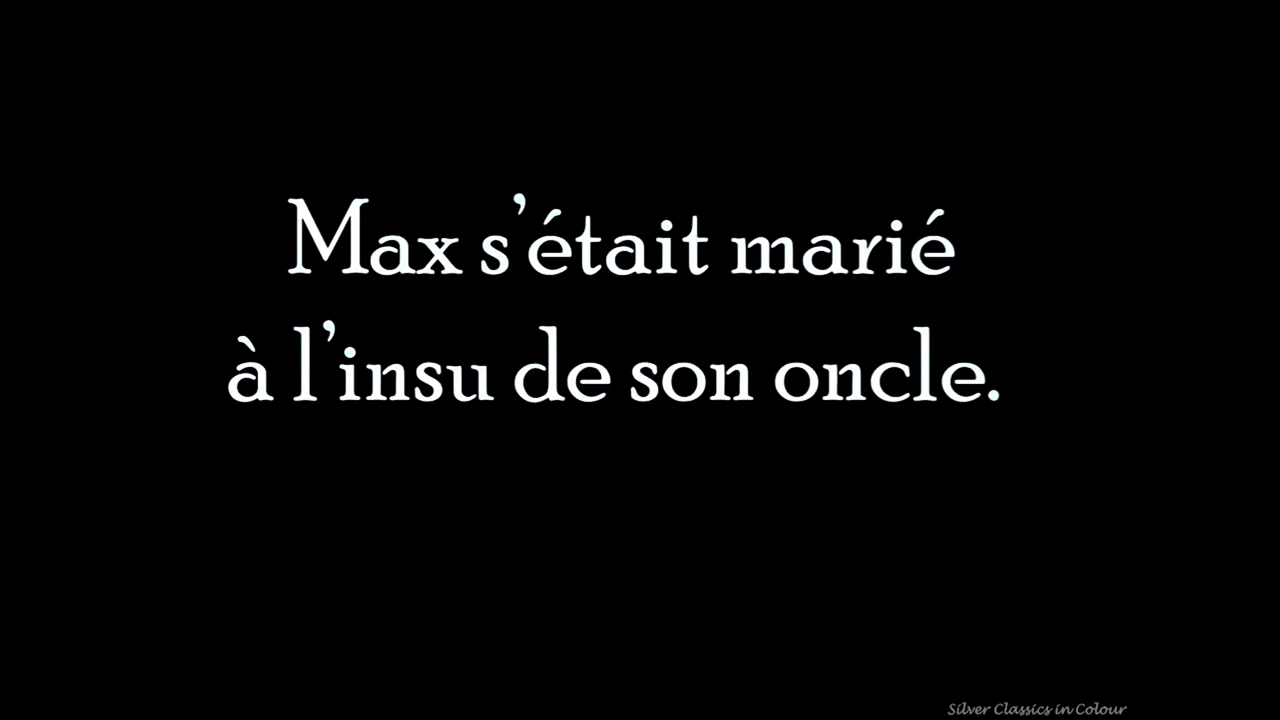 Max s’était marié
à l’insu de son oncle.
Silver Classics in Colour